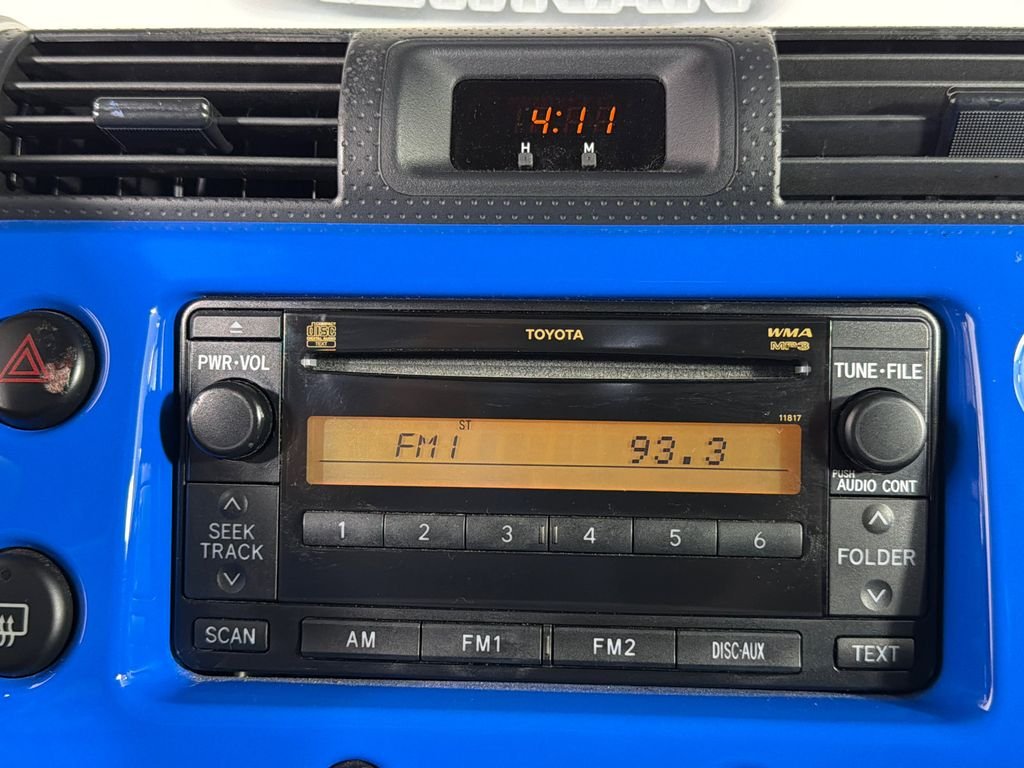 4:11
H M
disc
TOYOTA
WMA
MP3
PWR•VOL
TUNE•FILE
11817
ST
FM1 93.3
PUSH
AUDIO CONT
1 2 3 4 5 6
SEEK
TRACK
FOLDER
SCAN
AM FM1 FM2 DISC•AUX
TEXT